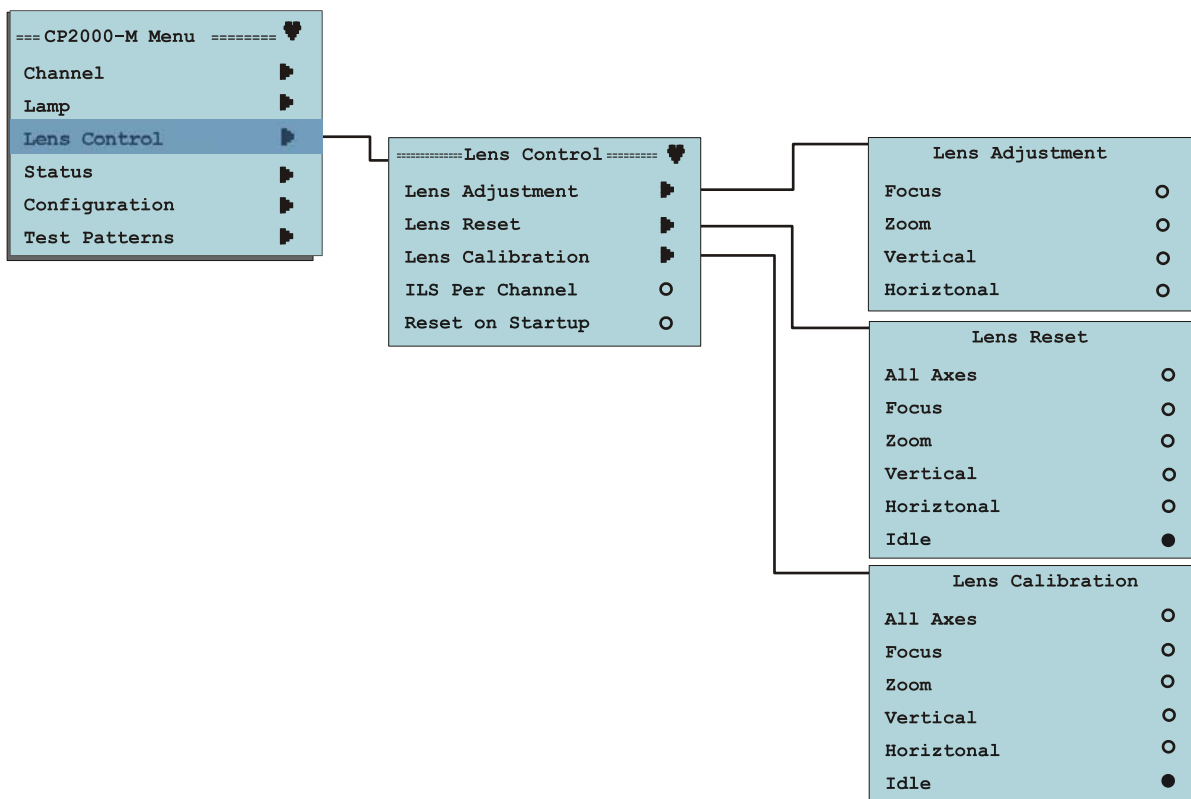 === CP2000-M Menu ========
Channel
Lamp
Lens Control
Status
Configuration
Test Patterns
============= Lens Control =========
Lens Adjustment
Lens Reset
Lens Calibration
ILS Per Channel
Reset on Startup
Lens Adjustment
Focus
Zoom
Vertical
Horiztonal
Lens Reset
All Axes
Focus
Zoom
Vertical
Horiztonal
Idle
Lens Calibration
All Axes
Focus
Zoom
Vertical
Horiztonal
Idle